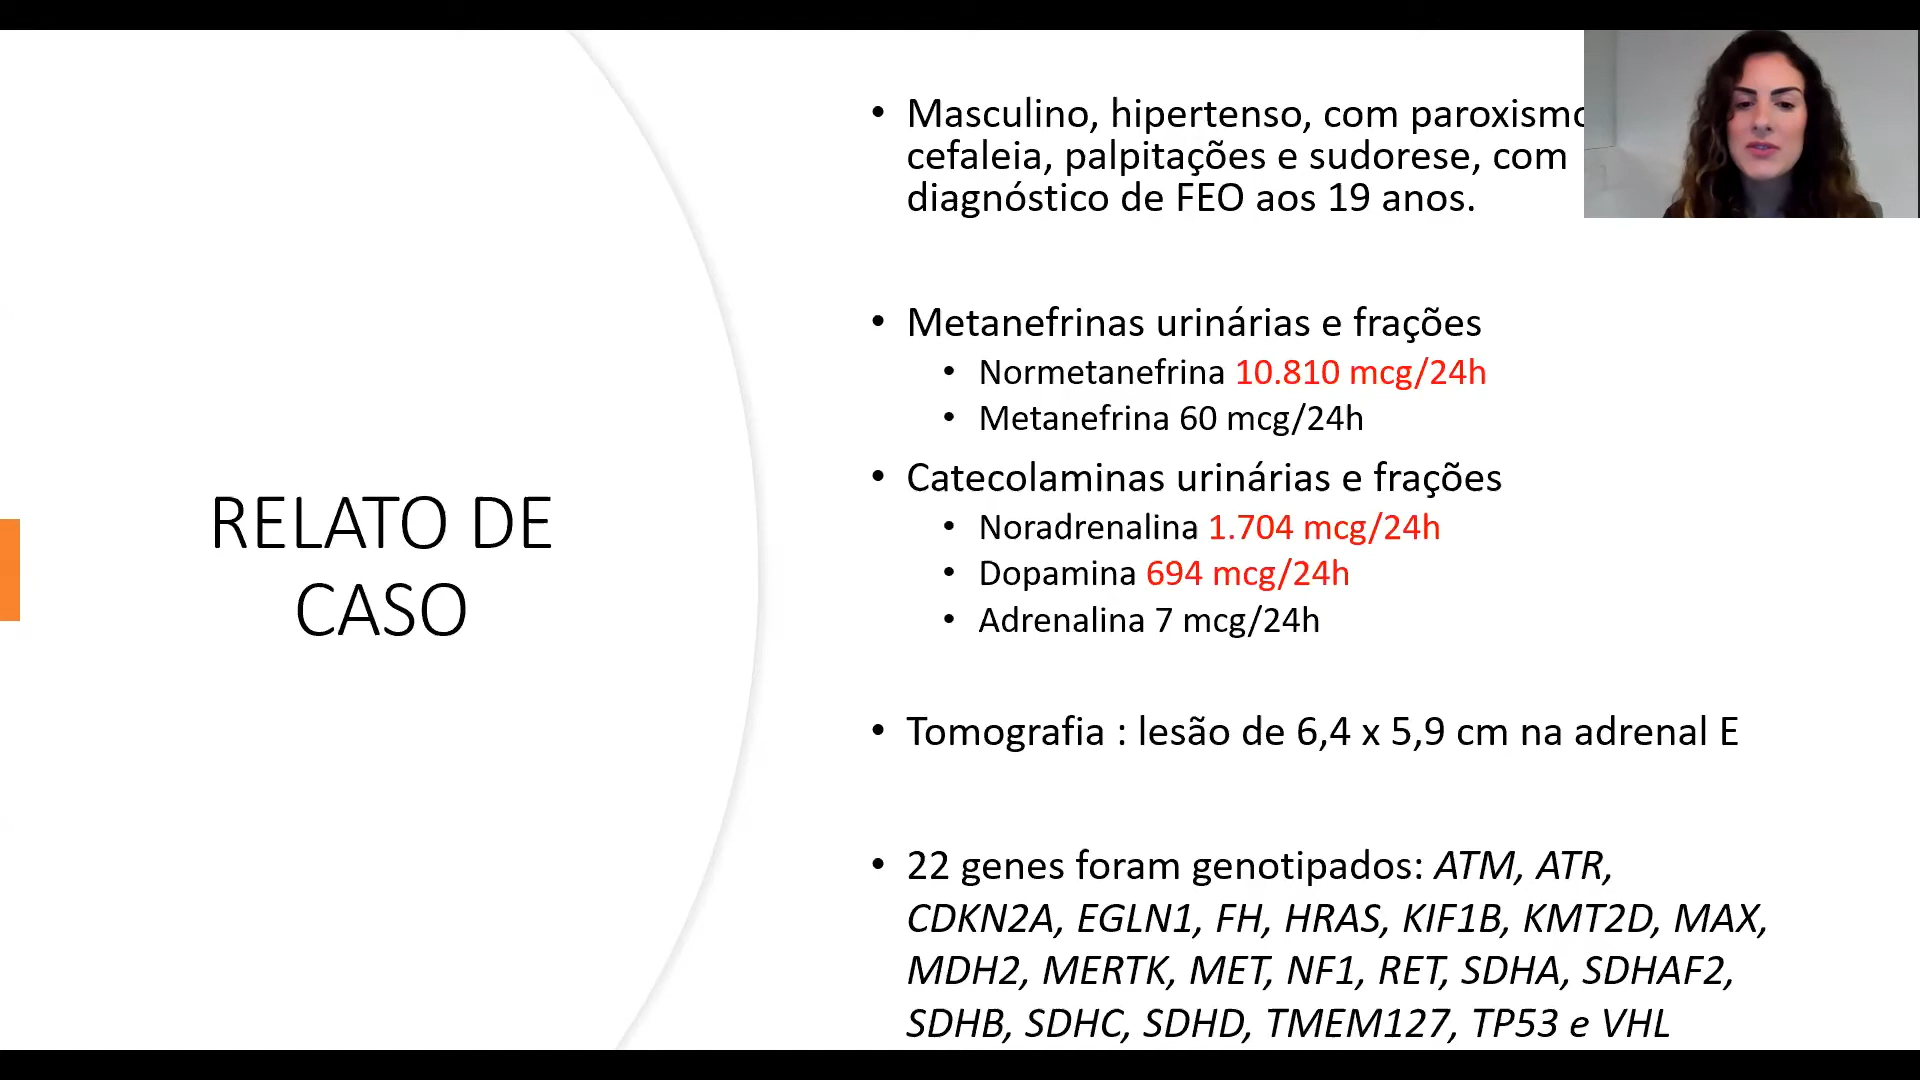 RELATO DE
CASO
• Masculino, hipertenso, com
cefaleia, palpitações e sudorese, com
diagnóstico de FEO aos 19 anos.
• Metanefrinas urinárias e frações
• Normetanefrina 10.810 mcg/24h
• Metanefrina 60 mcg/24h
• Catecolaminas urinárias e frações
• Noradrenalina 1.704 mcg/24h
• Dopamina 694 mcg/24h
• Adrenalina 7 mcg/24h
• Tomografia : lesão de 6,4 x 5,9 cm na adrenal E
• 22 genes foram genotipados: ATM, ATR,
CDKN2A, EGLN1, FH, HRAS, KIF1B, KMT2D, MAX,
MDH2, MERTK, MET, NF1, RET, SDHA, SDHAF2,
SDHB, SDHC, SDHD, TMEM127, TP53 e VHL